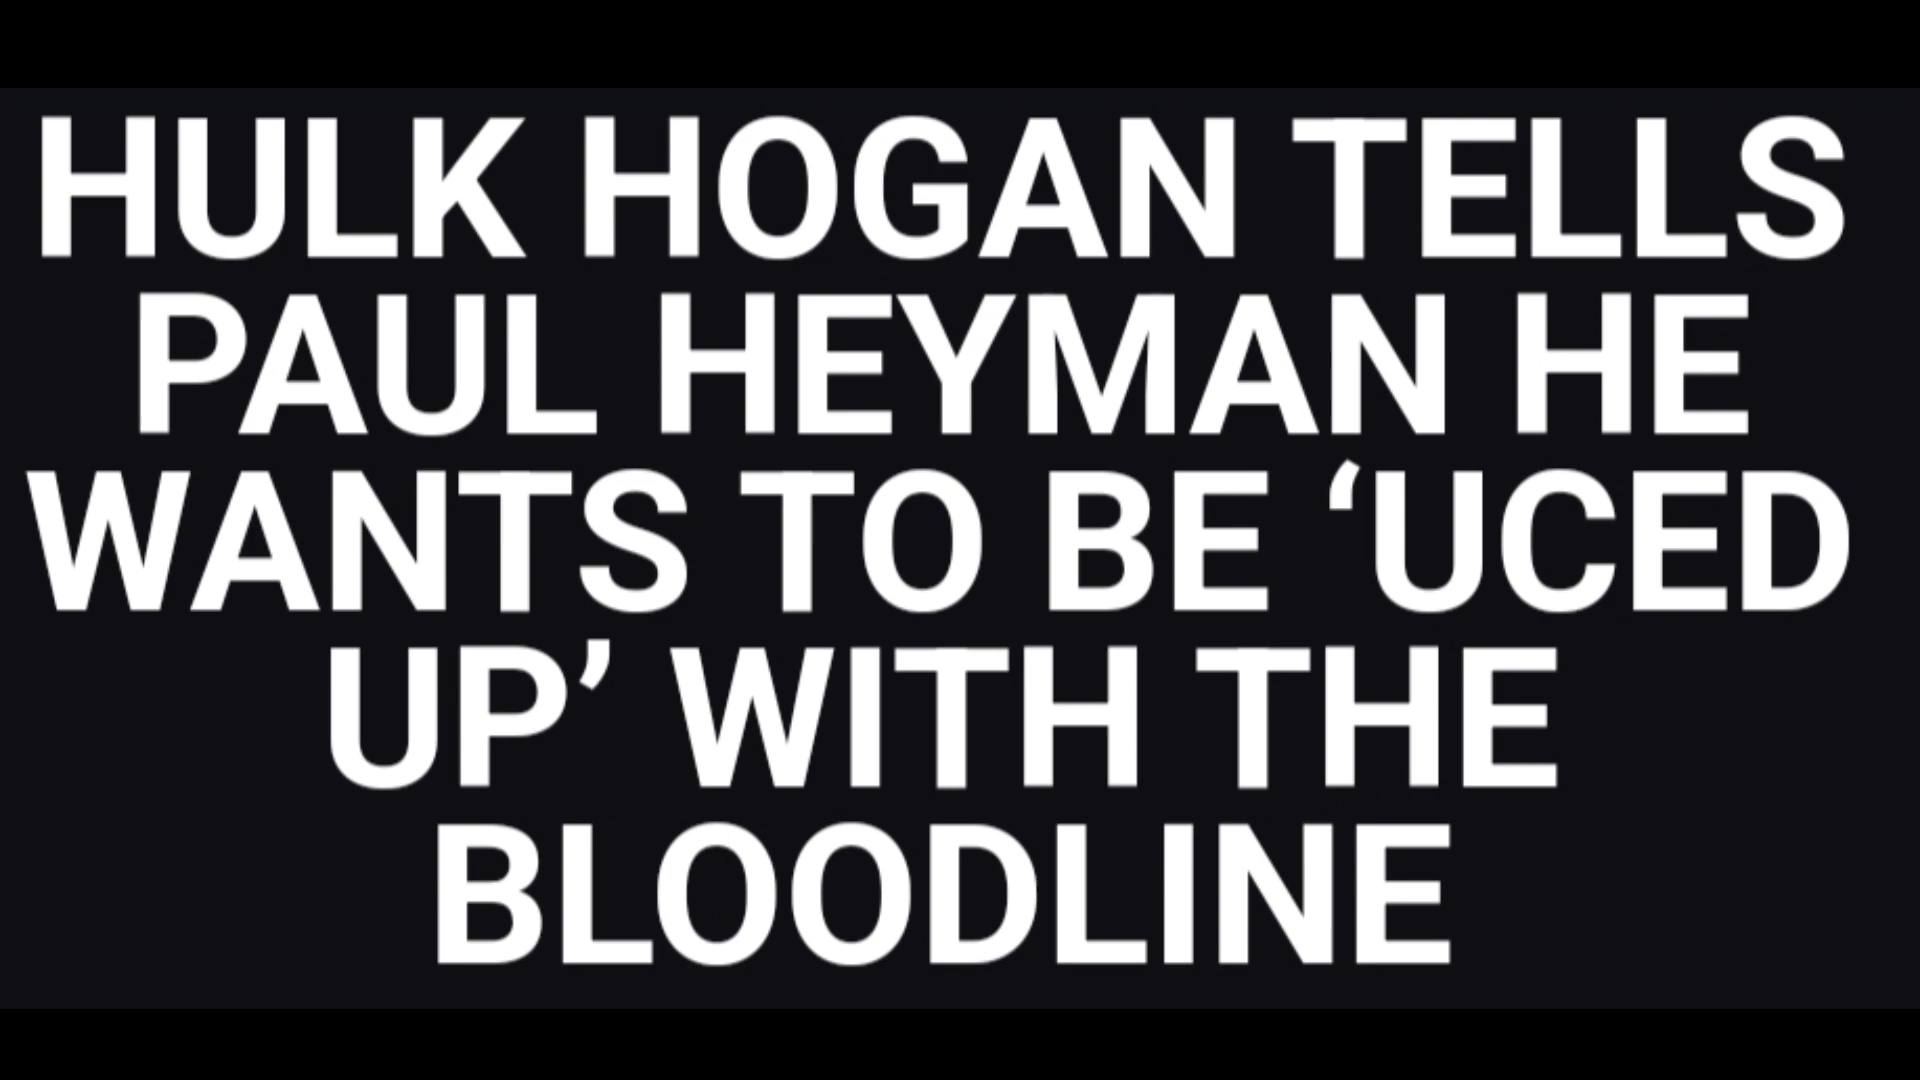 HULK HOGAN TELLS
PAUL HEYMAN HE
WANTS TO BE ‘UCED
UP’ WITH THE
BLOODLINE